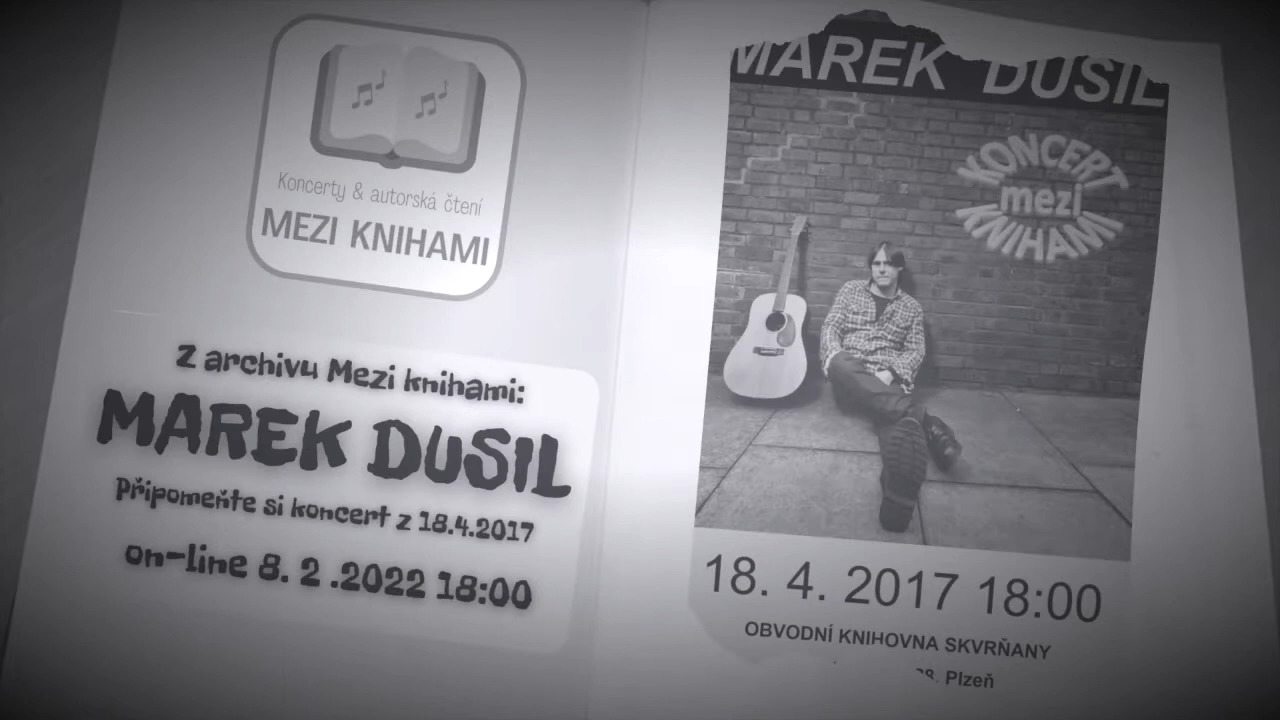 Koncerty & autorská čtení
MEZI KNIHAMI
Z archivu Mezi knihami:
MAREK DUSIL
Připomeňte si koncert z 18.4.2017
on-line 8. 2 .2022 18:00
MAREK DUSIL
KONCERT
mezi
KNIHAMI
18. 4. 2017 18:00
OBVODNÍ KNIHOVNA SKVRŇANY
Plzeň